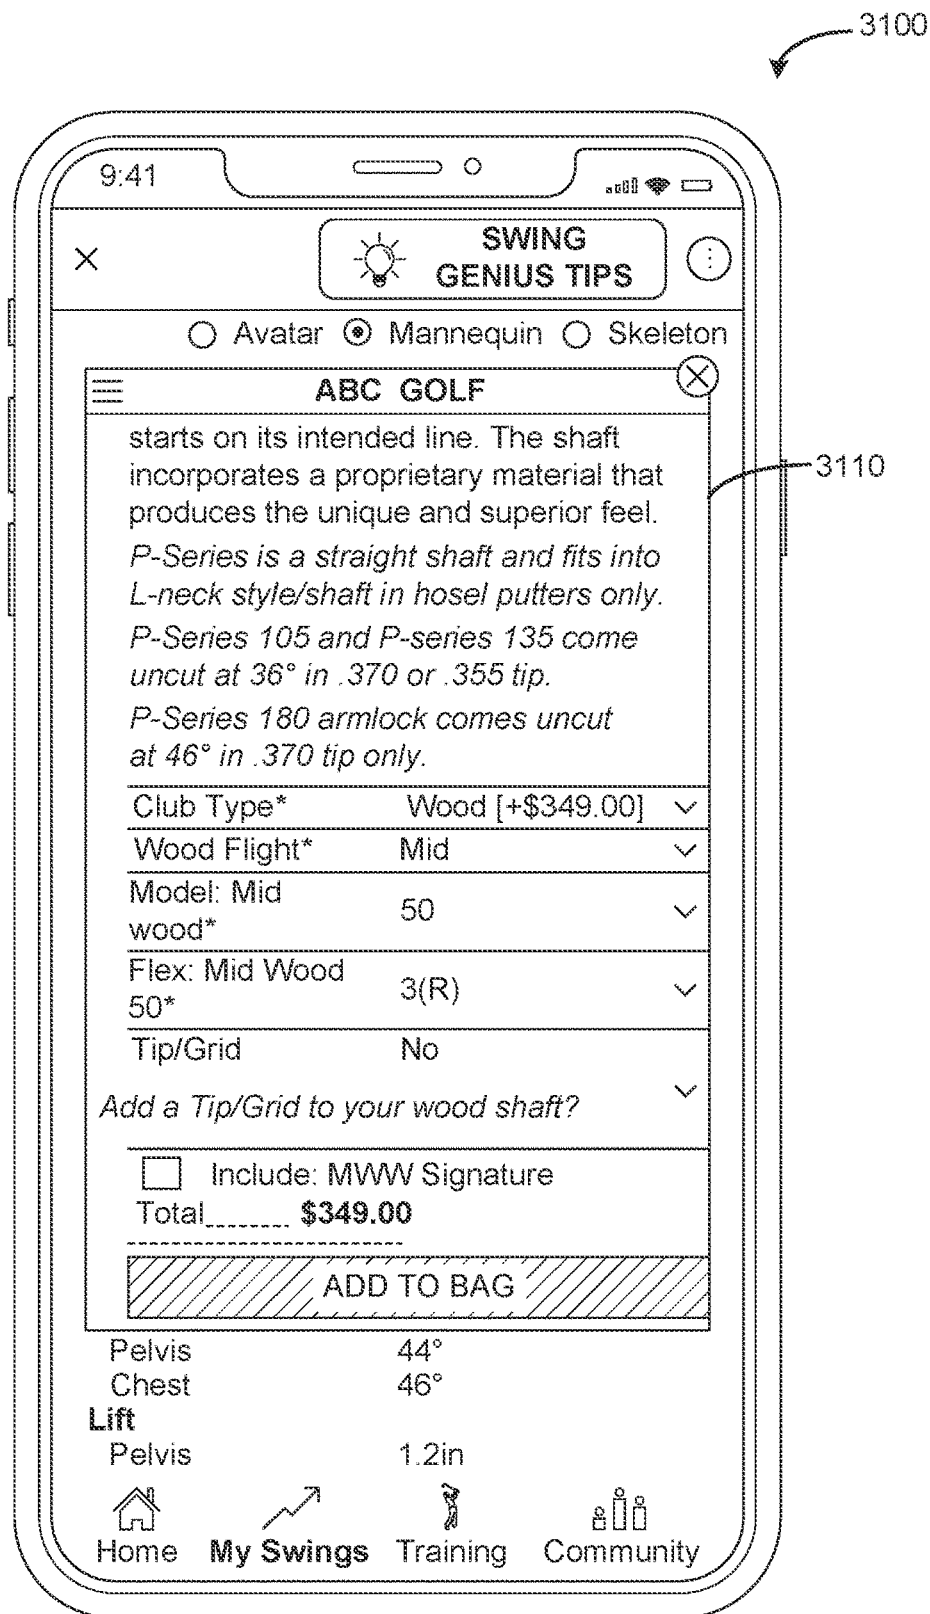 3100
9:41
SWING
GENIUS TIPS
Avatar Mannequin Skeleton
ABC GOLF
starts on its intended line. The shaft
incorporates a proprietary material that
3110
produces the unique and superior feel.
P-Series is a straight shaft and fits into
L-neck style/shaft in hosel putters only.
P-Series 105 and P-series 135 come
uncut at 36° in .370 or .355 tip.
P-Series 180 armlock comes uncut
at 46° in .370 tip only.
Club Type* Wood [+$349.00]
Wood Flight* Mid
Model: Mid
wood* 50
Flex: Mid Wood
50* 3(R)
Tip/Grid No
Add a Tip/Grid to your wood shaft?
Include: MWW Signature
Total........ $349.00
ADD TO BAG
Pelvis 44°
Chest 46°
Lift
Pelvis 1.2in
Home My Swings Training Community